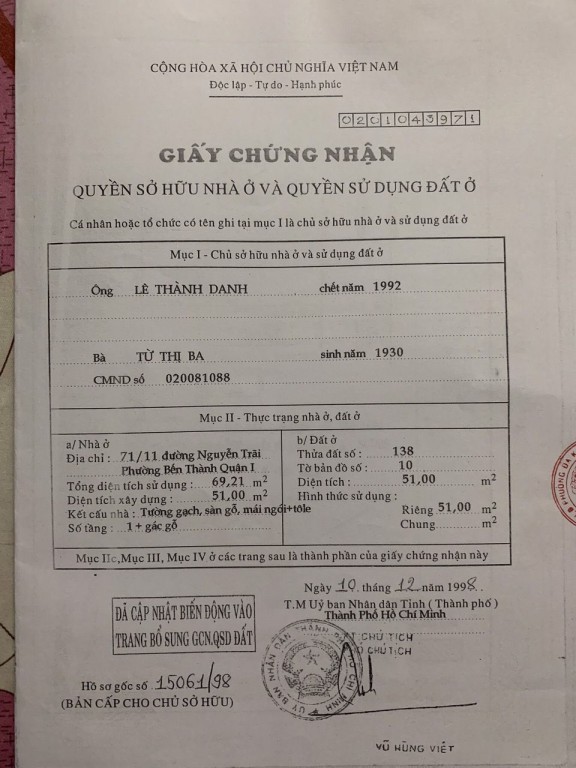 CỘNG HÒA XÃ HỘI CHỦ NGHĨA VIỆT NAM
Độc lập - Tự do - Hạnh phúc
0201043971
GIẤY CHỨNG NHẬN
QUYỀN SỞ HỮU NHÀ Ở VÀ QUYỀN SỬ DỤNG ĐẤT Ở
Cá nhân hoặc tổ chức có tên ghi tại mục I là chủ sở hữu nhà ở và sử dụng đất ở
Mục I - Chủ sở hữu nhà ở và sử dụng đất ở
Ông LÊ THÀNH DANH chết năm 1992
Bà TỪ THỊ BA sinh năm 1930
CMND số 020081088
Mục II - Thực trạng nhà ở, đất ở
a/ Nhà ở
Địa chỉ : 71/11 đường Nguyễn Trãi
Phường Bến Thành Quận I
Tổng diện tích sử dụng : 69,21 m²
Diện tích xây dựng : 51,00 m²
Kết cấu nhà : Tường gạch, sàn gỗ, mái ngói+tôle
Số tầng : 1 + gác gỗ
b/ Đất ở
Thửa đất số : 138
Tờ bản đồ số : 10
Diện tích : 51,00 m²
Hình thức sử dụng :
Riêng 51,00 m²
Chung m²
Mục IIc, Mục III, Mục IV ở các trang sau là thành phần của giấy chứng nhận này
Ngày 10 tháng 12 năm 1998
T.M Uỷ ban Nhân dân Tỉnh ( Thành phố )
Thành Phố Hồ Chí Minh
CHỦ TỊCH
CHỦ TỊCH
ĐÃ CẬP NHẬT BIẾN ĐỘNG VÀO
TRANG BỔ SUNG GCN.QSD ĐẤT
Hồ sơ gốc số 15061/98
(BẢN CẤP CHO CHỦ SỞ HỮU)
VŨ HÙNG VIỆT